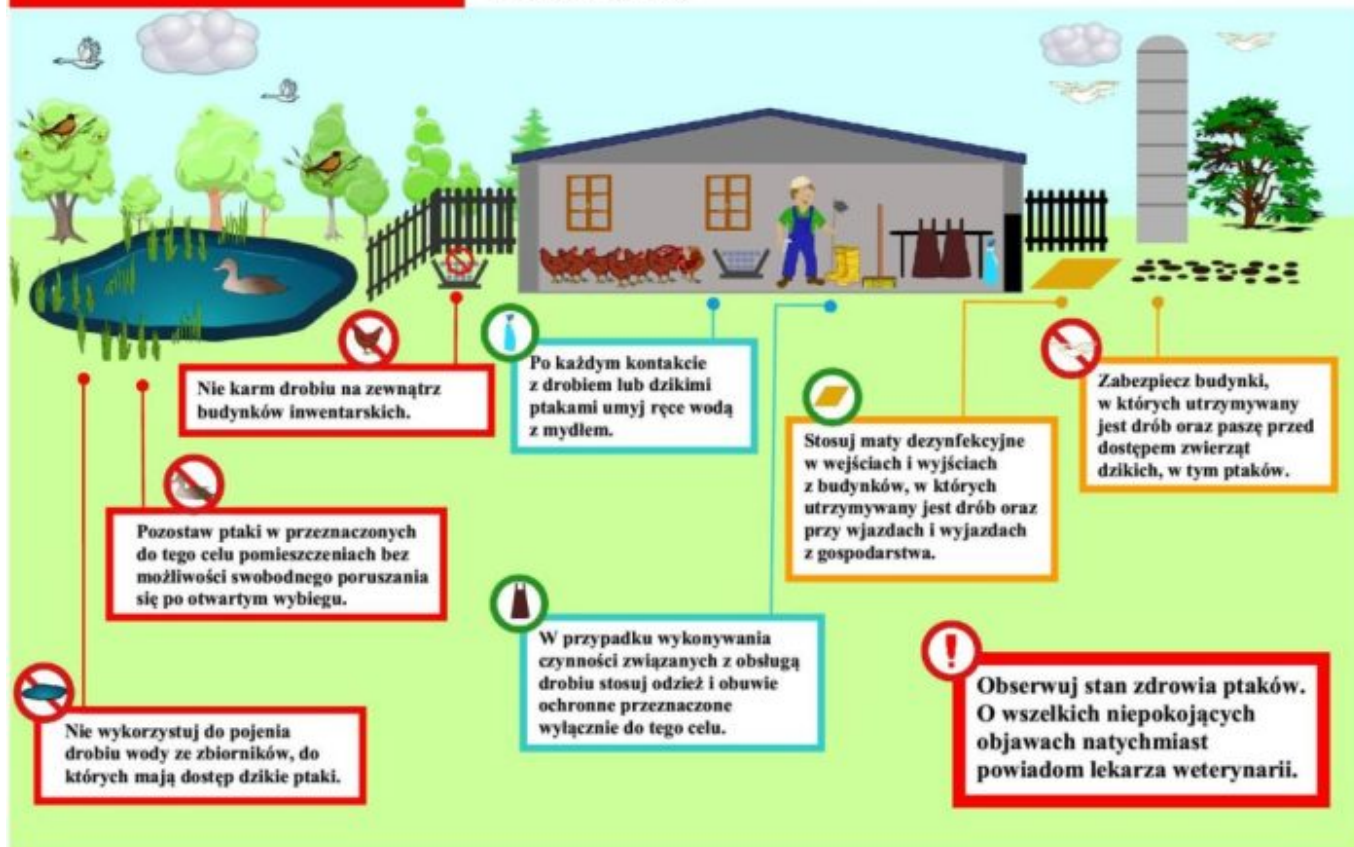 Nie karm drobiu na zewnątrz
budynków inwentarskich.
Po każdym kontakcie
z drobiem lub dzikimi
ptakami umyj ręce wodą
z mydłem.
Stosuj maty dezynfekcyjne
w wejściach i wyjściach
z budynków, w których
utrzymywany jest drób oraz
przy wjazdach i wyjazdach
z gospodarstwa.
Zabezpiecz budynki,
w których utrzymywany
jest drób oraz paszę przed
dostępem zwierząt
dzikich, w tym ptaków.
Pozostaw ptaki w przeznaczonych
do tego celu pomieszczeniach bez
możliwości swobodnego poruszania
się po otwartym wybiegu.
W przypadku wykonywania
czynności związanych z obsługą
drobiu stosuj odzież i obuwie
ochronne przeznaczone
wyłącznie do tego celu.
Nie wykorzystuj do pojenia
drobiu wody ze zbiorników, do
których mają dostęp dzikie ptaki.
Obserwuj stan zdrowia ptaków.
O wszelkich niepokojących
objawach natychmiast
powiadom lekarza weterynarii.